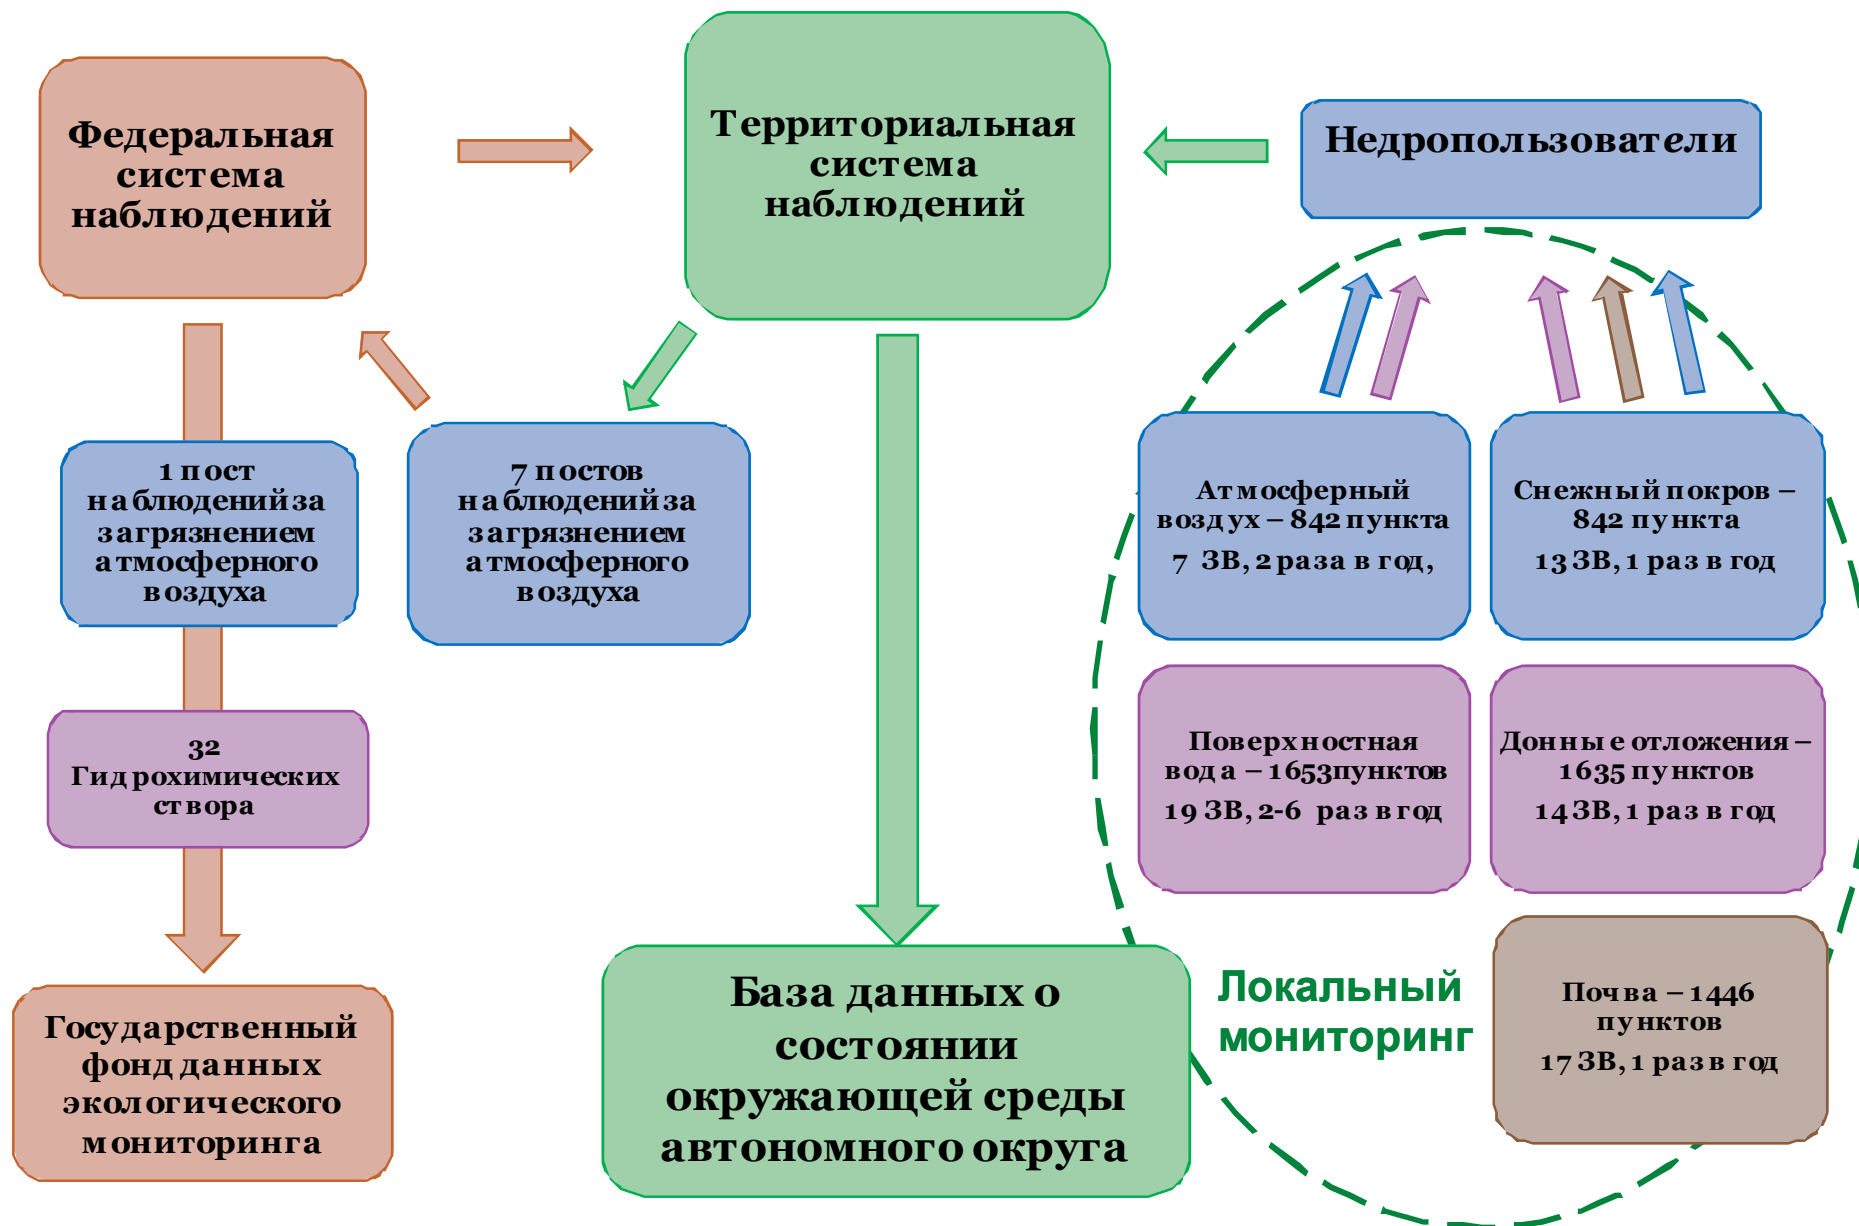 Федеральная
система
наблюдений
Территориальная
система
наблюдений
Недропользователи
1 пост
наблюдений за
загрязнением
атмосферного
воздуха
7 постов
наблюдений за
загрязнением
атмосферного
воздуха
Атмосферный
воздух – 842 пункта
7 ЗВ, 2 раза в год,
Снежный покров –
842 пункта
13 ЗВ, 1 раз в год
32
Гидрохимических
створа
Поверхностная
вода – 1653пунктов
19 ЗВ, 2-6 раз в год
Донные отложения –
1635 пунктов
14 ЗВ, 1 раз в год
Государственный
фонд данных
экологического
мониторинга
База данных о
состоянии
окружающей среды
автономного округа
Локальный
мониторинг
Почва – 1446
пунктов
17 ЗВ, 1 раз в год